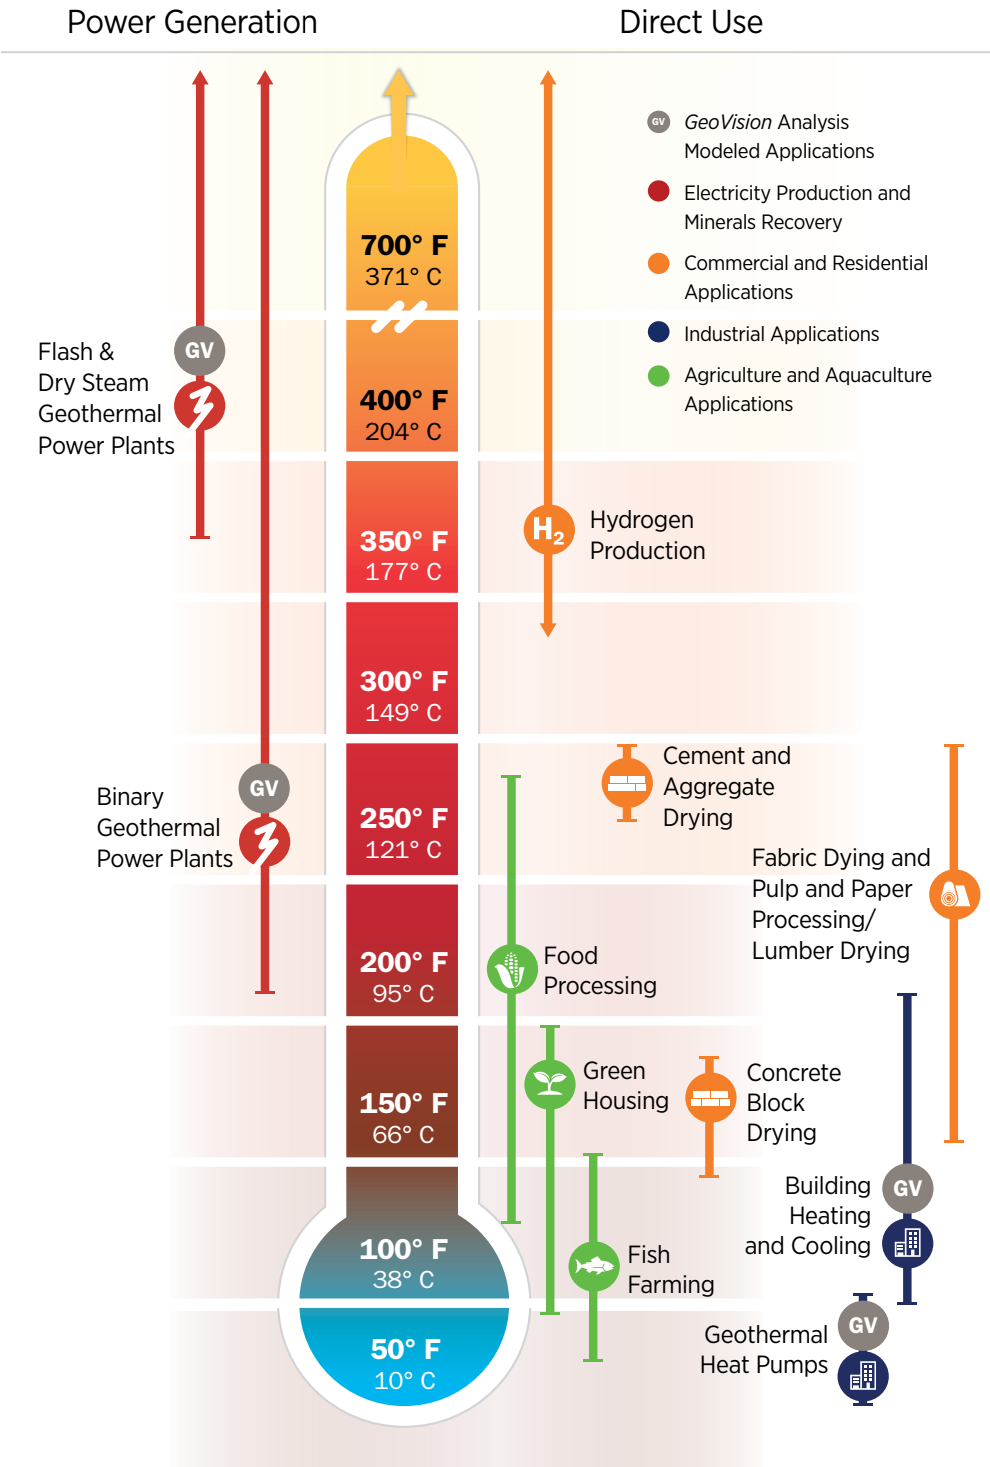 Power Generation
Direct Use
GV GeoVision Analysis
Modeled Applications
Electricity Production and
Minerals Recovery
Commercial and Residential
Applications
Industrial Applications
Agriculture and Aquaculture
Applications
700° F
371° C
Flash &
Dry Steam
Geothermal
Power Plants
GV
400° F
204° C
350° F
177° C
H2
Hydrogen
Production
300° F
149° C
Cement and
Aggregate
Drying
Binary
Geothermal
Power Plants
GV
250° F
121° C
Fabric Dying and
Pulp and Paper
Processing/
Lumber Drying
200° F
95° C
Food
Processing
Green
Housing
Concrete
Block
Drying
150° F
66° C
Building
Heating
and Cooling
GV
100° F
38° C
Fish
Farming
Geothermal
Heat Pumps
GV
50° F
10° C